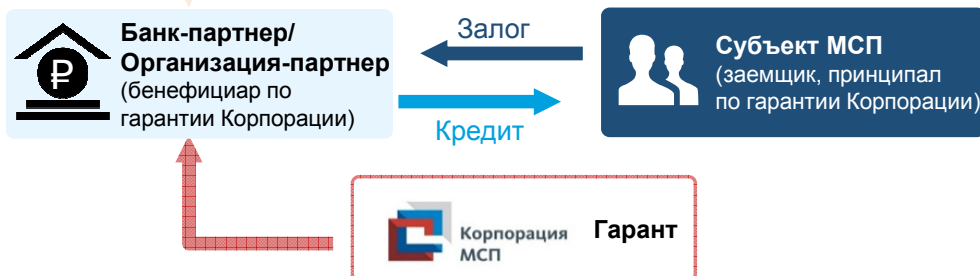 Банк-партнер/
Организация-партнер
(бенефициар по
гарантии Корпорации)
Залог
Кредит
Субъект МСП
(заемщик, принципал
по гарантии Корпорации)
Корпорация
МСП
Гарант